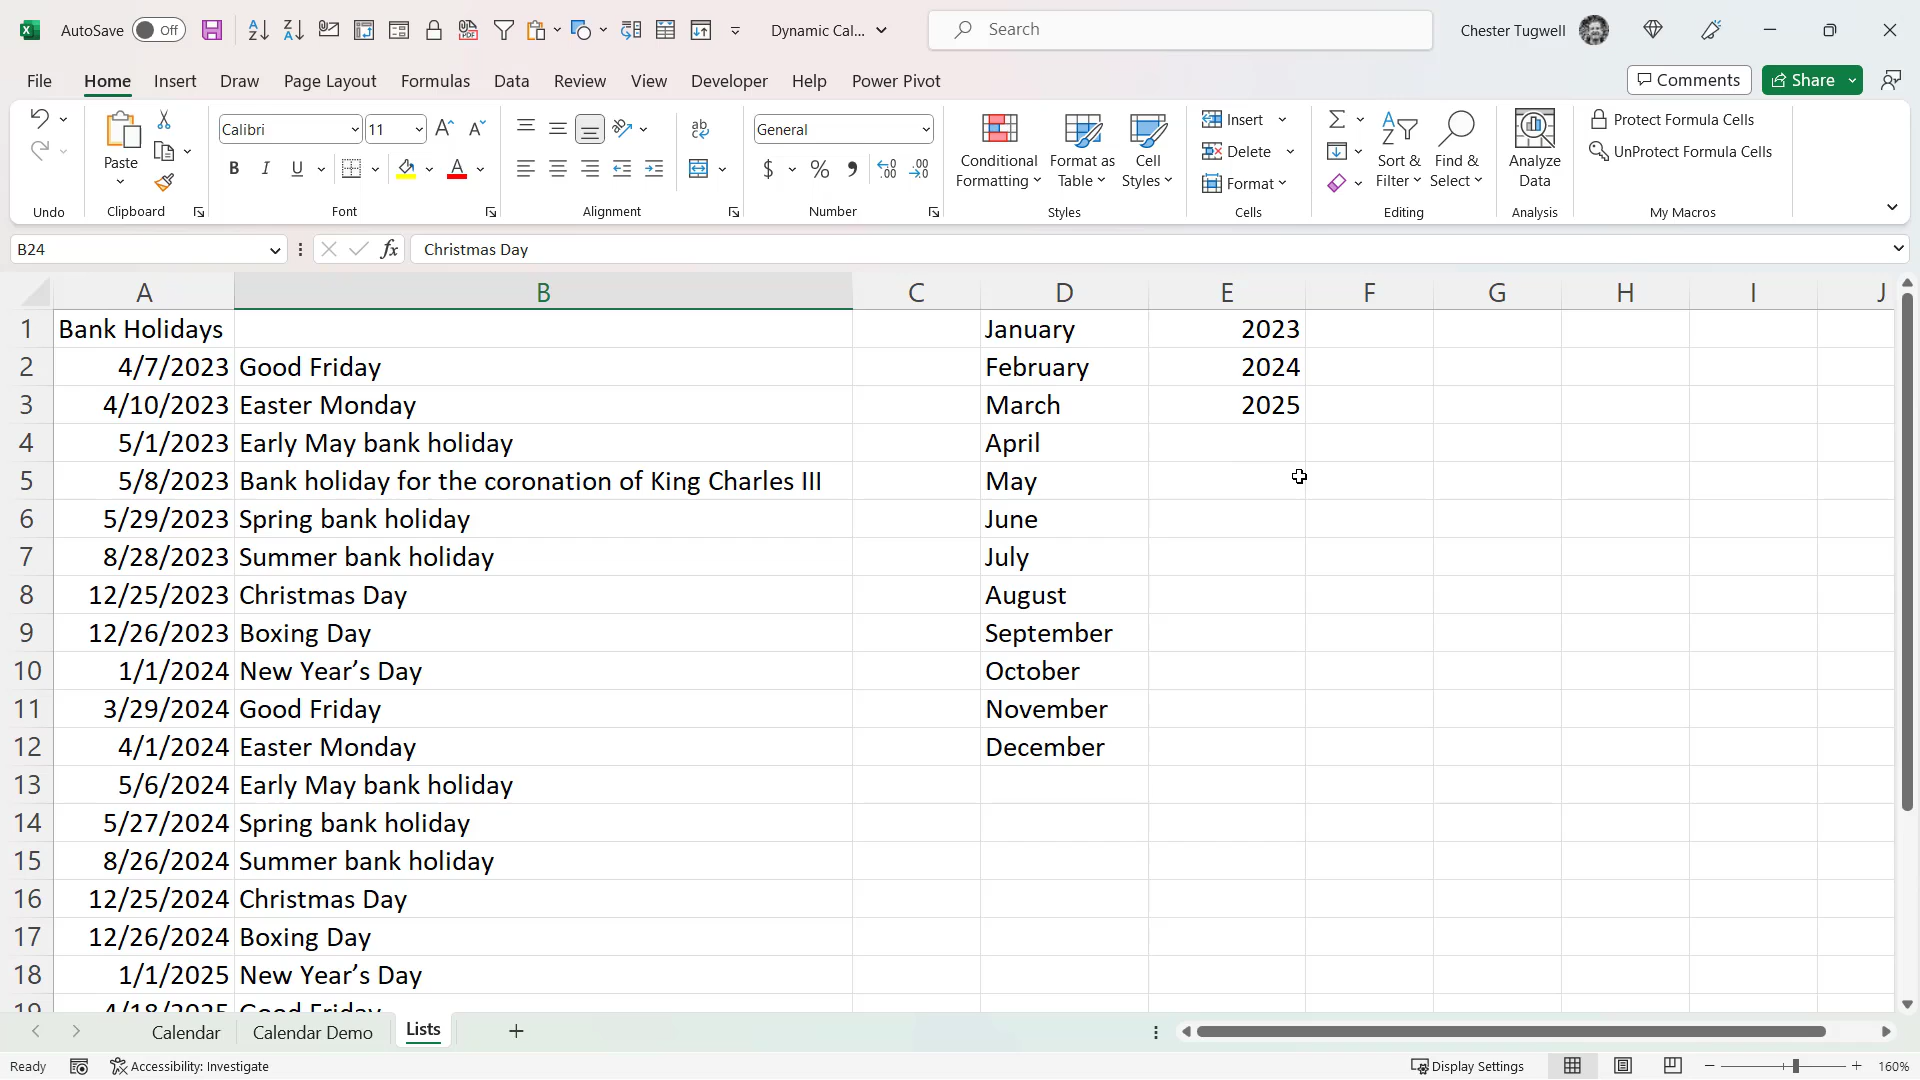 AutoSave Off Dynamic Cal... Search Chester Tugwell
File Home Insert Draw Page Layout Formulas Data Review View Developer Help Power Pivot Comments Share
Calibri 11 General Insert Protect Formula Cells
Paste Conditional Formatting Format as Table Cell Styles Delete Sort & Filter Find & Select Analyze Data UnProtect Formula Cells
B I U $ % Format
Undo Clipboard Font Alignment Number Styles Cells Editing Analysis My Macros
B24 fx Christmas Day
A B C D E F G H I J
1 Bank Holidays January 2023
2 4/7/2023 Good Friday February 2024
3 4/10/2023 Easter Monday March 2025
4 5/1/2023 Early May bank holiday April
5 5/8/2023 Bank holiday for the coronation of King Charles III May
6 5/29/2023 Spring bank holiday June
7 8/28/2023 Summer bank holiday July
8 12/25/2023 Christmas Day August
9 12/26/2023 Boxing Day September
10 1/1/2024 New Year’s Day October
11 3/29/2024 Good Friday November
12 4/1/2024 Easter Monday December
13 5/6/2024 Early May bank holiday
14 5/27/2024 Spring bank holiday
15 8/26/2024 Summer bank holiday
16 12/25/2024 Christmas Day
17 12/26/2024 Boxing Day
18 1/1/2025 New Year’s Day
19 4/18/2025 Good Friday
Calendar Calendar Demo Lists
Ready Accessibility: Investigate Display Settings 160%